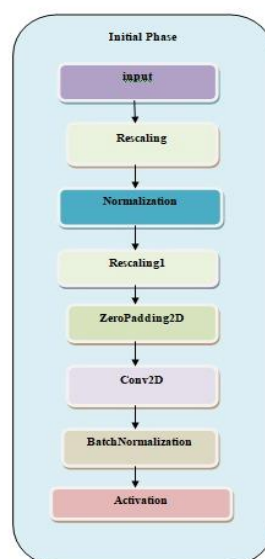 Initial Phase
input
Rescaling
Normalization
Rescaling1
ZeroPadding2D
Conv2D
BatchNormalization
Activation